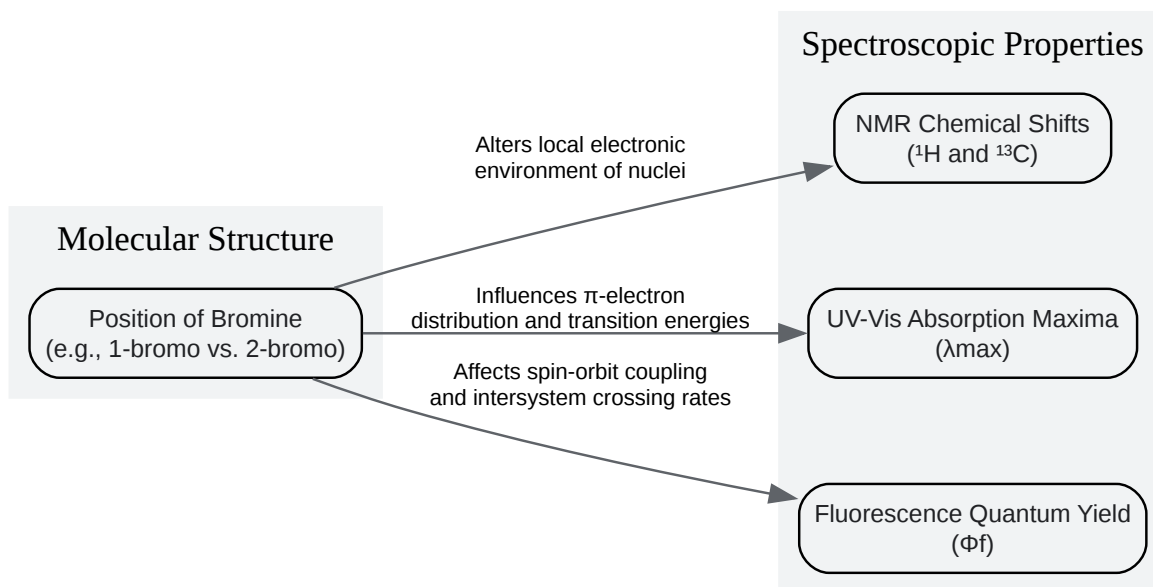 Spectroscopic Properties
NMR Chemical Shifts
(¹H and ¹³C)
Alters local electronic
environment of nuclei
Molecular Structure
Position of Bromine
(e.g., 1-bromo vs. 2-bromo)
Influences π-electron
distribution and transition energies
UV-Vis Absorption Maxima
(λmax)
Affects spin-orbit coupling
and intersystem crossing rates
Fluorescence Quantum Yield
(Φf)